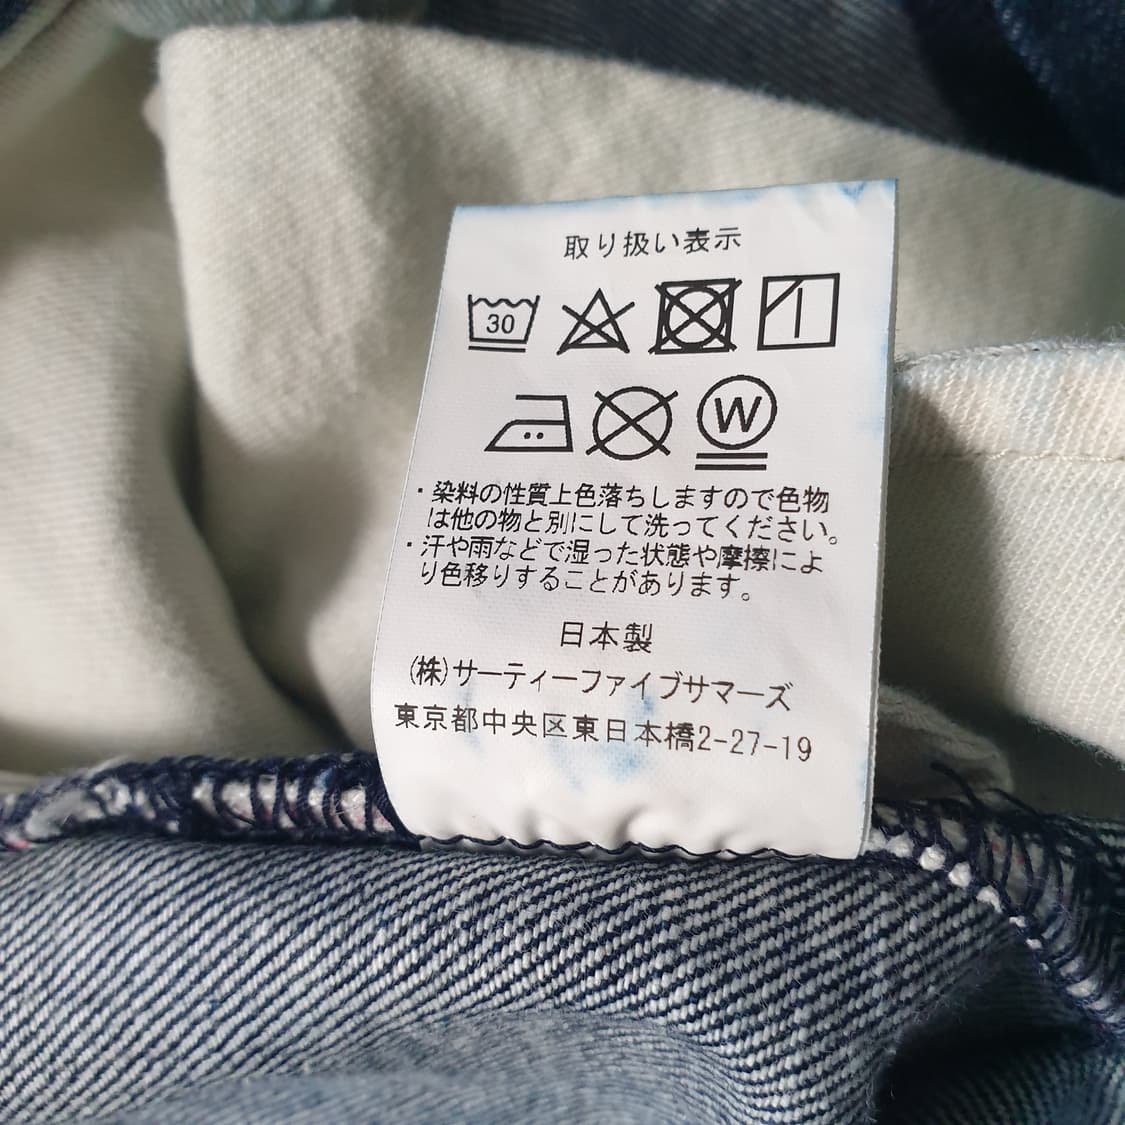 取り扱い表示
30
W
・染料の性質上色落ちしますので色物
は他の物と別にして洗ってください。
・汗や雨などで湿った状態や摩擦によ
り色移りすることがあります。
日本製
(株)サーティーファイブサマーズ
東京都中央区東日本橋2-27-19